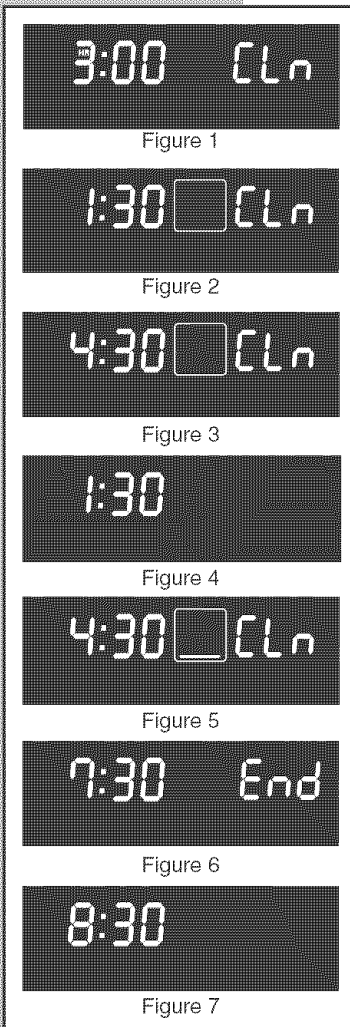 3:00 CLn
Figure 1
1:30 CLn
Figure 2
4:30 CLn
Figure 3
1:30
Figure 4
4:30 CLn
Figure 5
7:30 End
Figure 6
8:30
Figure 7